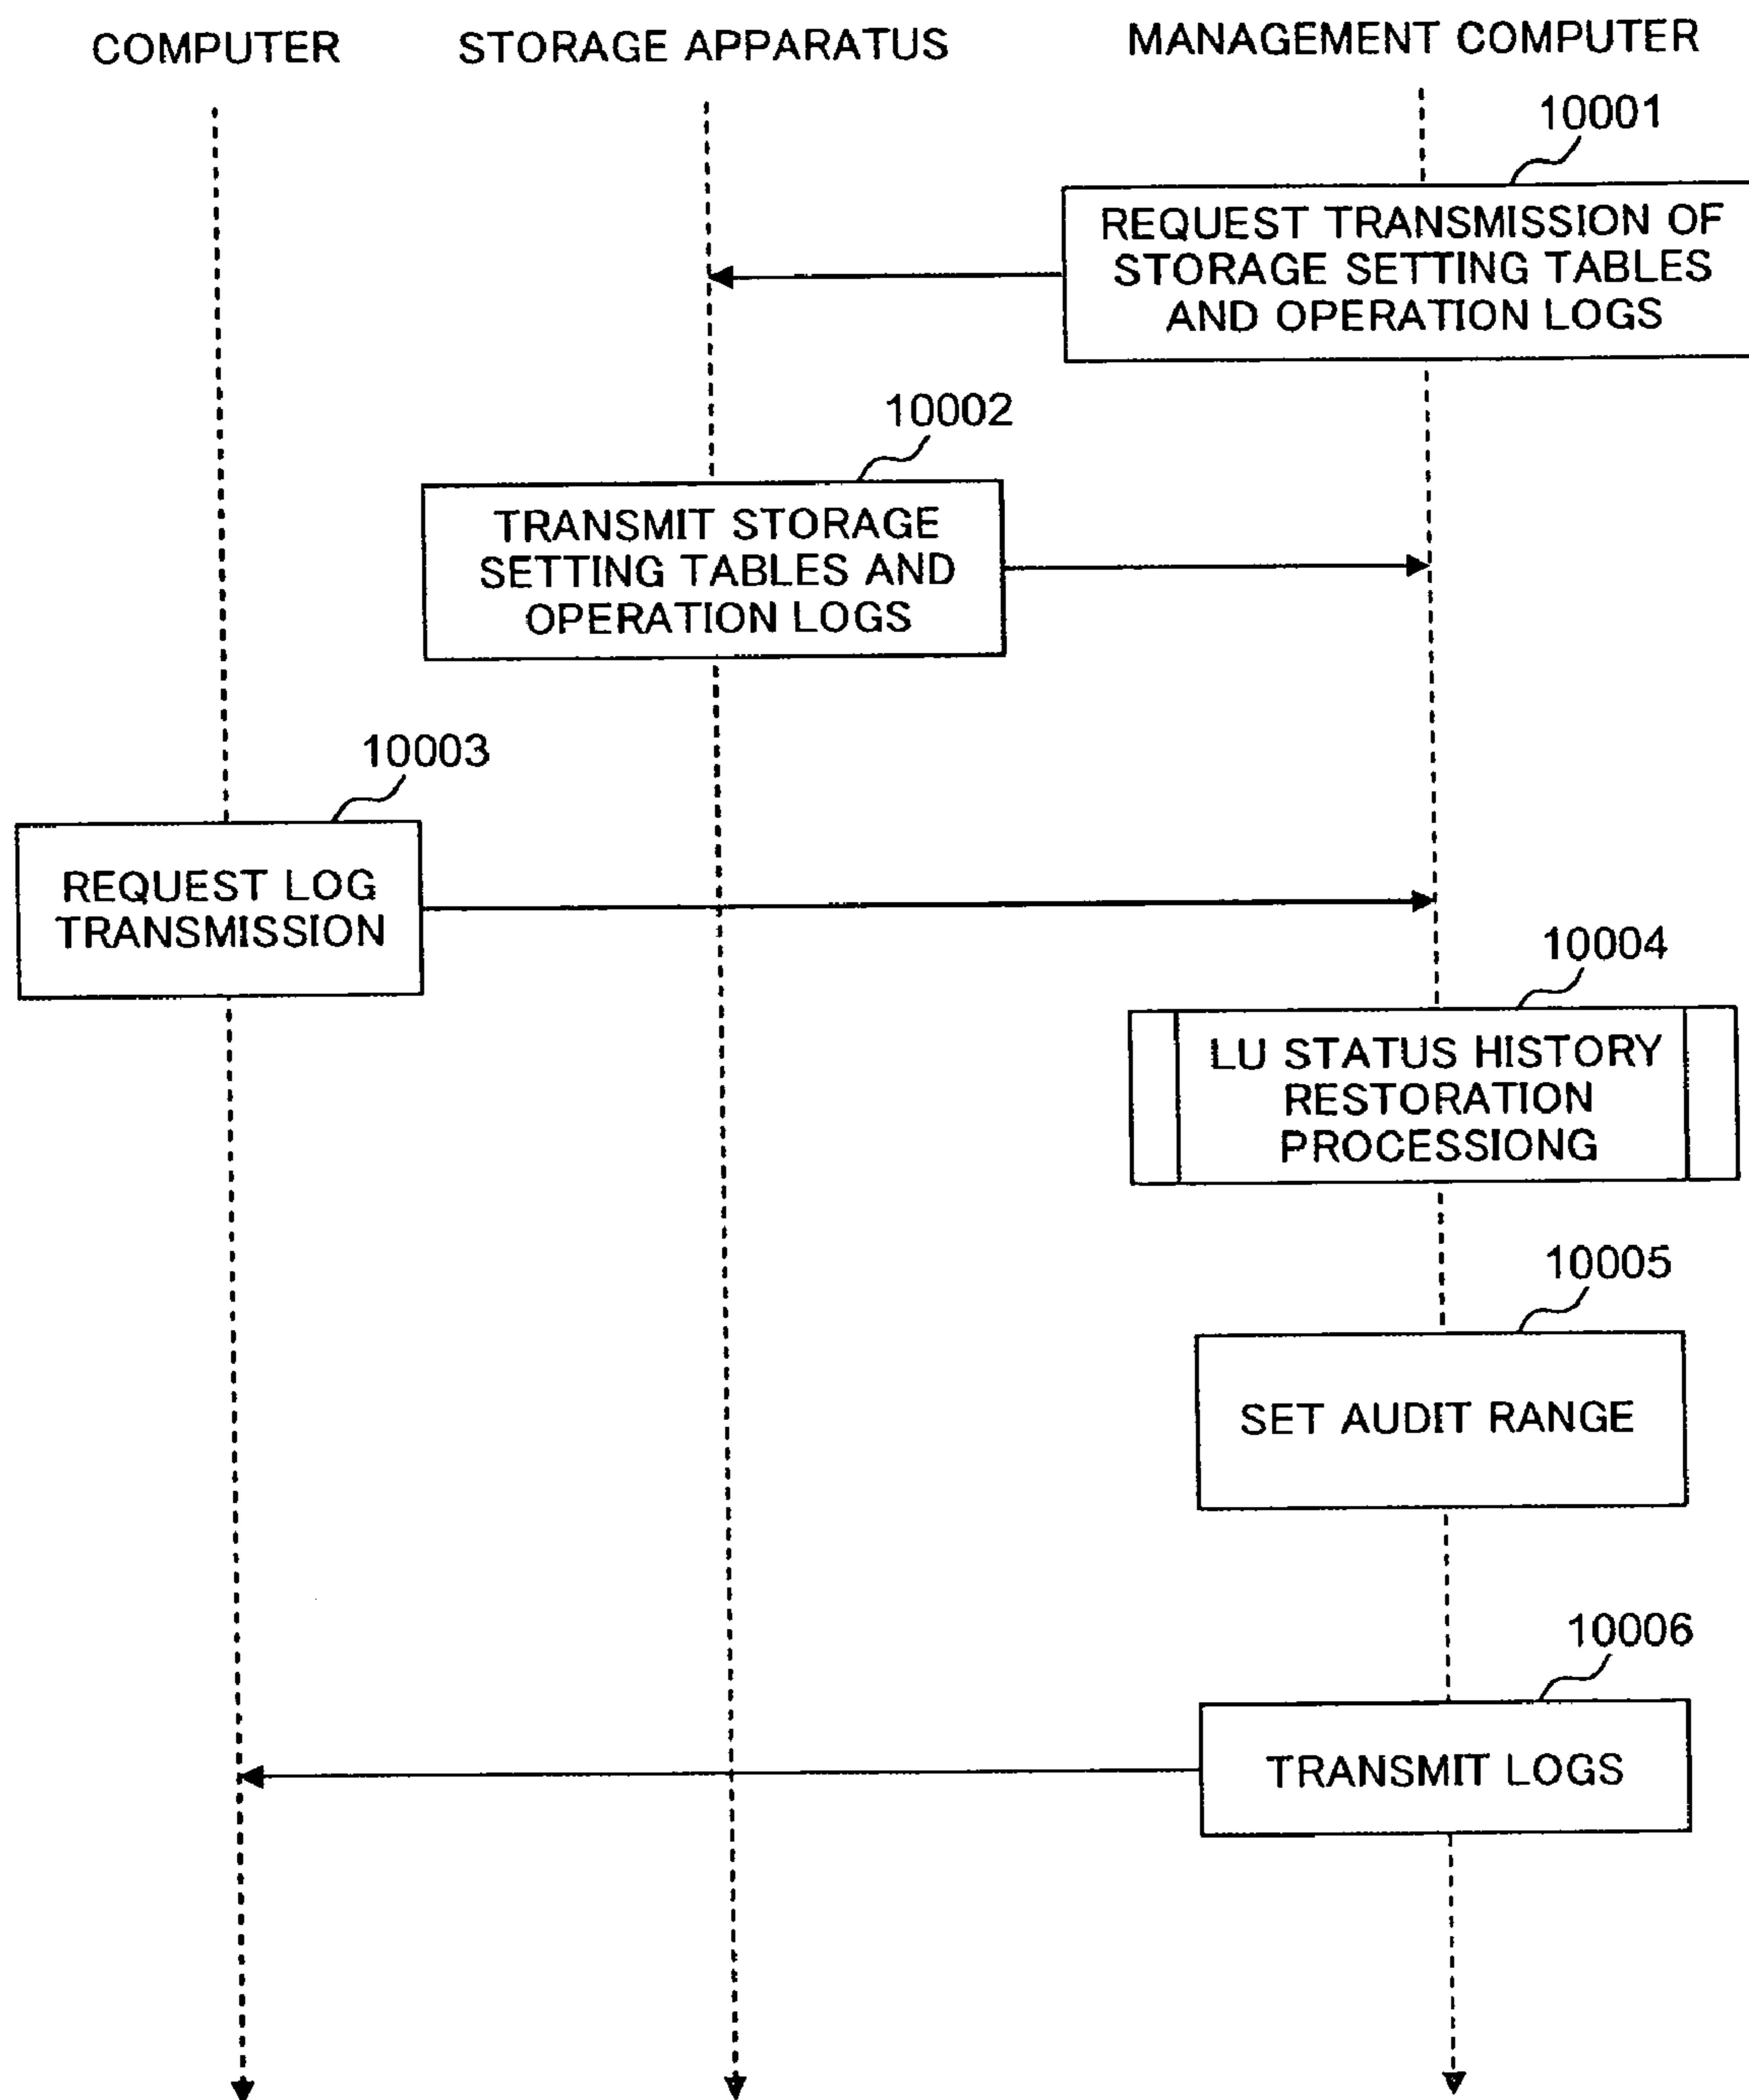 COMPUTER
STORAGE APPARATUS
MANAGEMENT COMPUTER
10001
REQUEST TRANSMISSION OF
STORAGE SETTING TABLES
AND OPERATION LOGS
10002
TRANSMIT STORAGE
SETTING TABLES AND
OPERATION LOGS
10003
REQUEST LOG
TRANSMISSION
10004
LU STATUS HISTORY
RESTORATION
PROCESSIONG
10005
SET AUDIT RANGE
10006
TRANSMIT LOGS